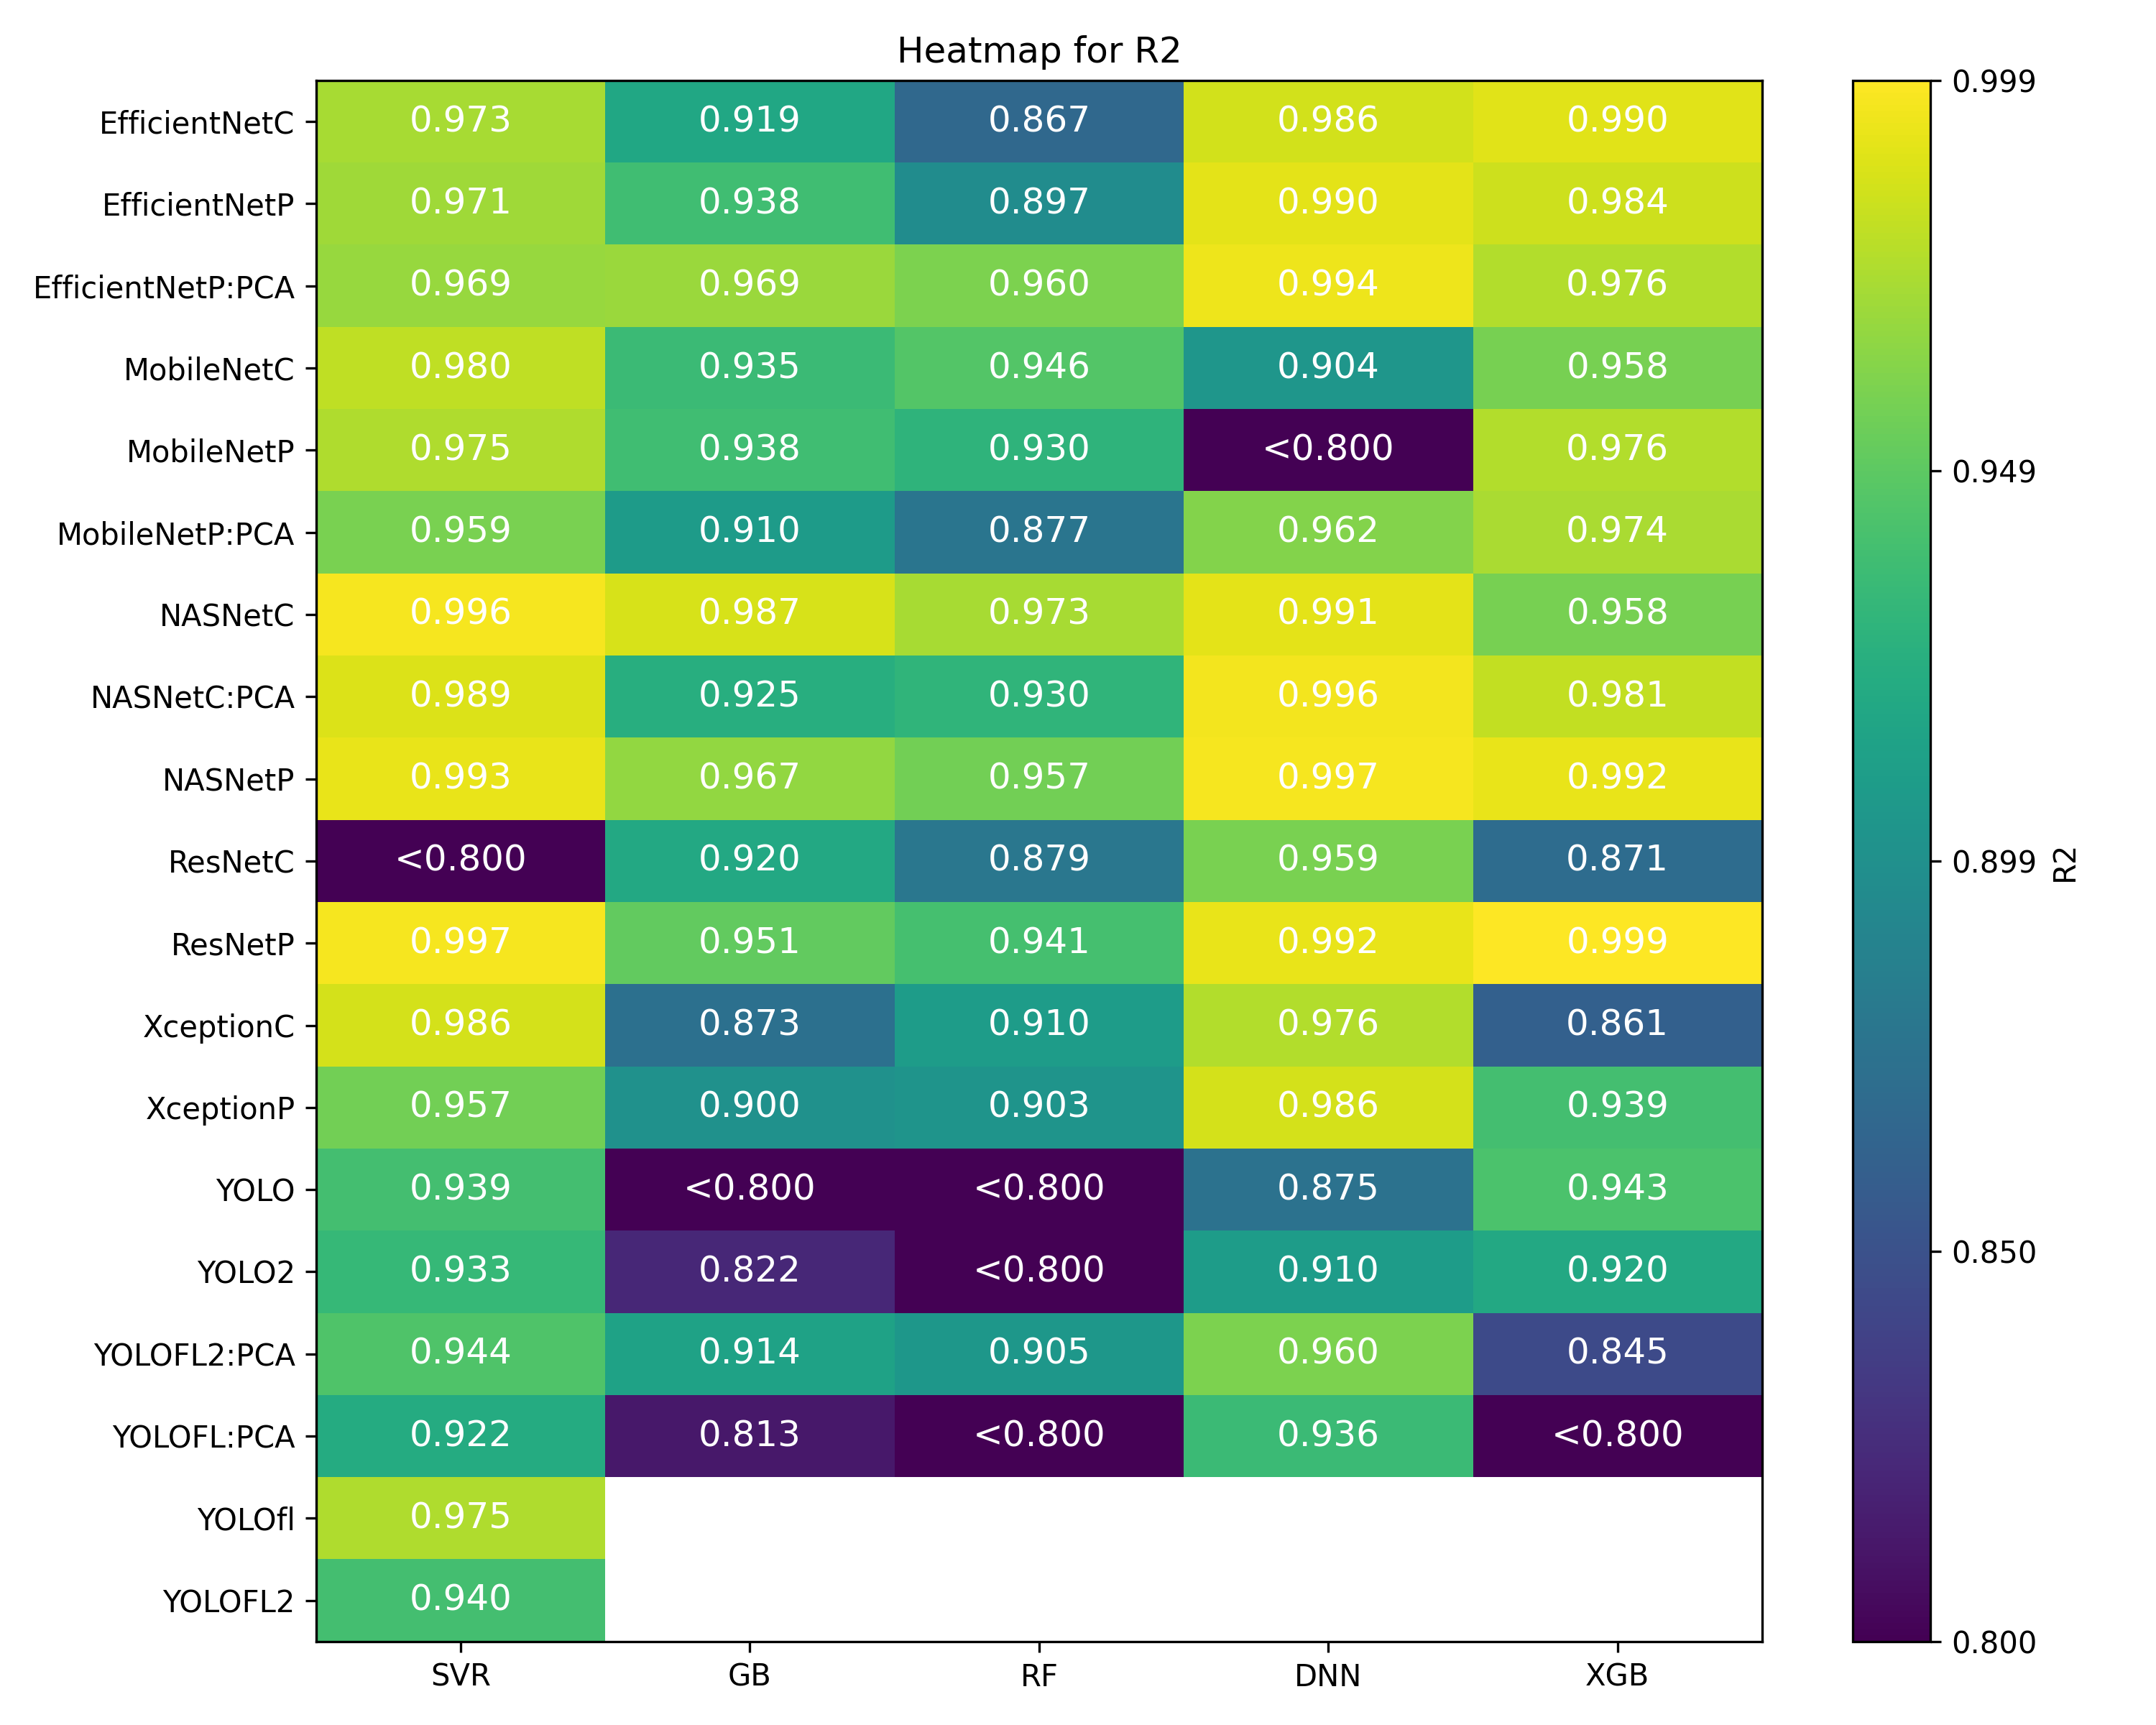 Heatmap for R2
EfficientNetC 0.973 0.919 0.867 0.986 0.990
EfficientNetP 0.971 0.938 0.897 0.990 0.984
EfficientNetP:PCA 0.969 0.969 0.960 0.994 0.976
MobileNetC 0.980 0.935 0.946 0.904 0.958
MobileNetP 0.975 0.938 0.930 <0.800 0.976
MobileNetP:PCA 0.959 0.910 0.877 0.962 0.974
NASNetC 0.996 0.987 0.973 0.991 0.958
NASNetC:PCA 0.989 0.925 0.930 0.996 0.981
NASNetP 0.993 0.967 0.957 0.997 0.992
ResNetC <0.800 0.920 0.879 0.959 0.871
ResNetP 0.997 0.951 0.941 0.992 0.999
XceptionC 0.986 0.873 0.910 0.976 0.861
XceptionP 0.957 0.900 0.903 0.986 0.939
YOLO 0.939 <0.800 <0.800 0.875 0.943
YOLO2 0.933 0.822 <0.800 0.910 0.920
YOLOFL2:PCA 0.944 0.914 0.905 0.960 0.845
YOLOFL:PCA 0.922 0.813 <0.800 0.936 <0.800
YOLOfl 0.975
YOLOFL2 0.940
SVR GB RF DNN XGB
0.999
0.949
0.899
0.850
0.800
R2